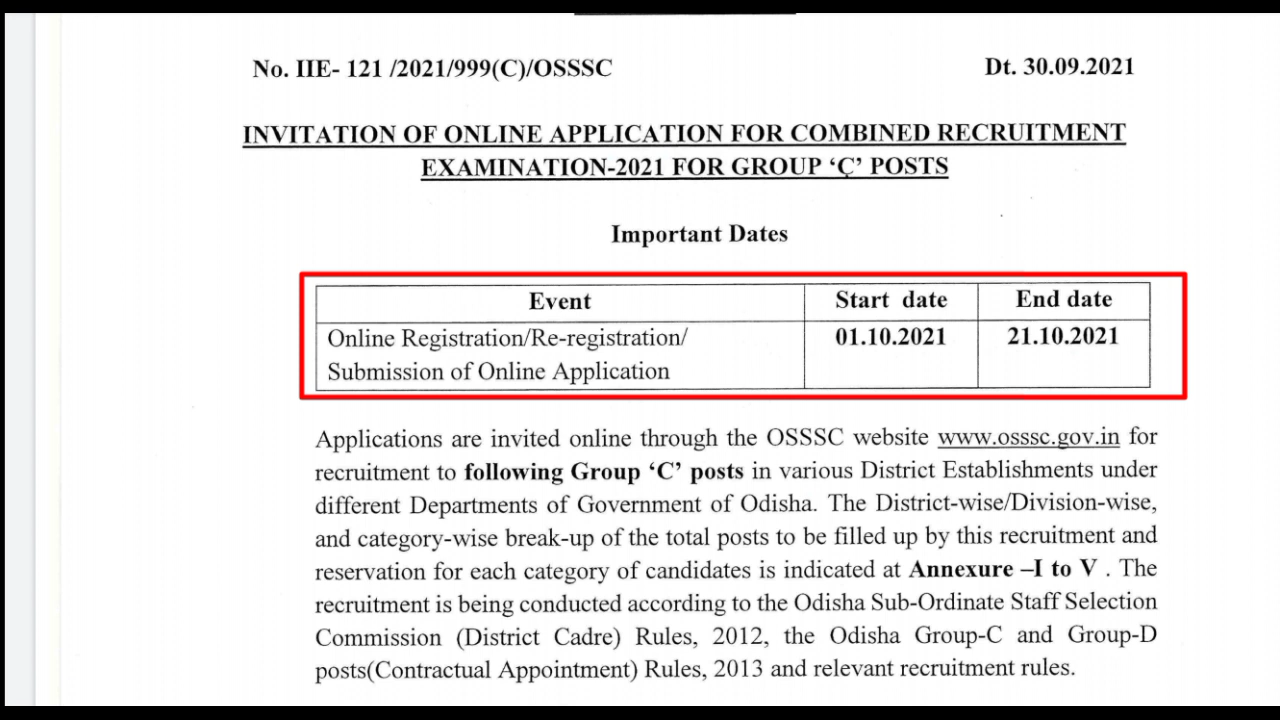 No. IIE- 121 /2021/999(C)/OSSSC Dt. 30.09.2021
INVITATION OF ONLINE APPLICATION FOR COMBINED RECRUITMENT
EXAMINATION-2021 FOR GROUP ‘C’ POSTS
Important Dates
Event Start date End date
Online Registration/Re-registration/ 01.10.2021 21.10.2021
Submission of Online Application
Applications are invited online through the OSSSC website www.osssc.gov.in for
recruitment to following Group ‘C’ posts in various District Establishments under
different Departments of Government of Odisha. The District-wise/Division-wise,
and category-wise break-up of the total posts to be filled up by this recruitment and
reservation for each category of candidates is indicated at Annexure –I to V . The
recruitment is being conducted according to the Odisha Sub-Ordinate Staff Selection
Commission (District Cadre) Rules, 2012, the Odisha Group-C and Group-D
posts(Contractual Appointment) Rules, 2013 and relevant recruitment rules.